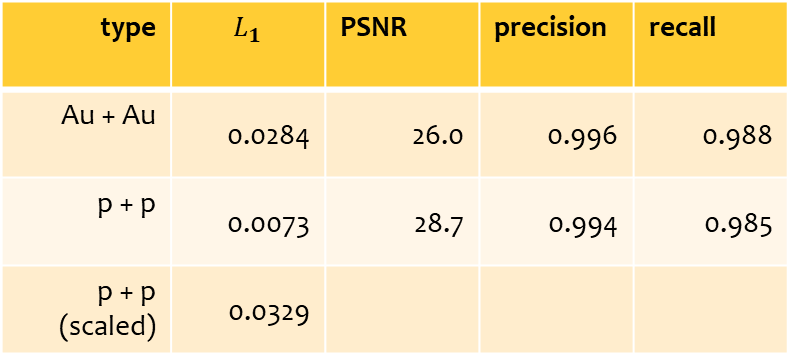 type L₁ PSNR precision recall
Au + Au 0.0284 26.0 0.996 0.988
p + p 0.0073 28.7 0.994 0.985
p + p
(scaled) 0.0329